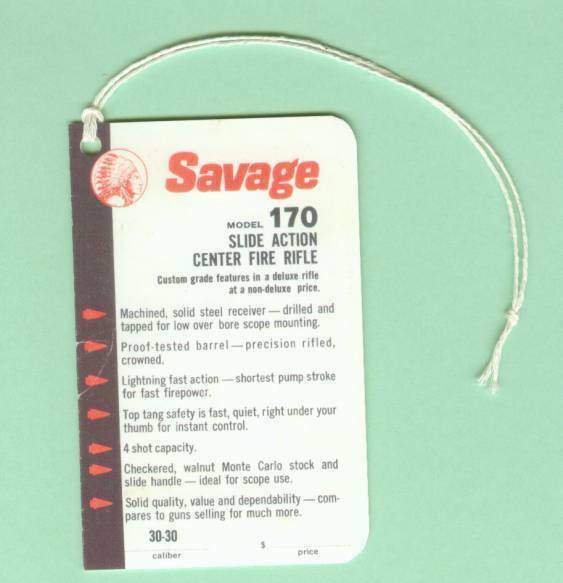 Savage
MODEL 170
SLIDE ACTION
CENTER FIRE RIFLE
Custom grade features in a deluxe rifle
at a non-deluxe price.
Machined, solid steel receiver — drilled and
tapped for low over bore scope mounting.
Proof-tested barrel — precision rifled,
crowned.
Lightning fast action — shortest pump stroke
for fast firepower.
Top tang safety is fast, quiet, right under your
thumb for instant control.
4 shot capacity.
Checkered, walnut Monte Carlo stock and
slide handle — ideal for scope use.
Solid quality, value and dependability — com-
pares to guns selling for much more.
30-30 $
caliber price